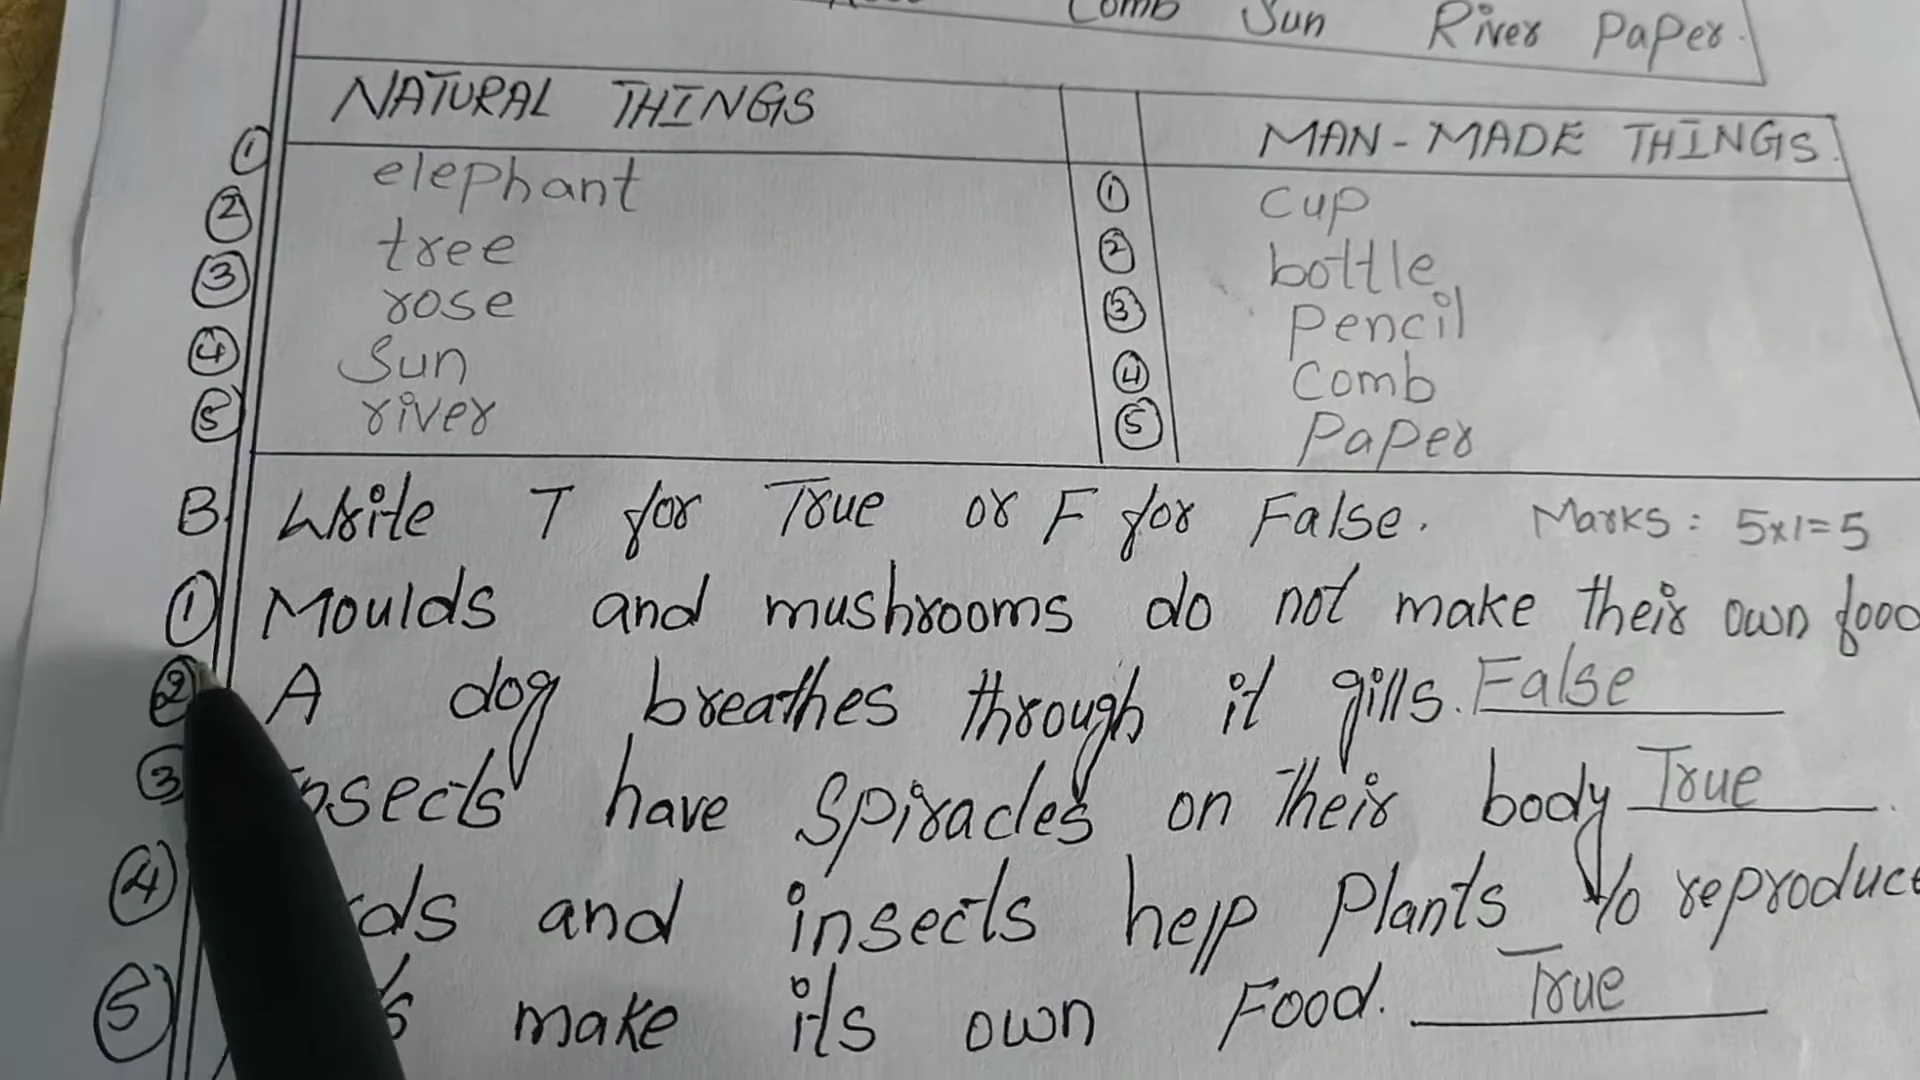 Comb Sun River Paper.
NATURAL THINGS MAN-MADE THINGS.
① elephant ① Cup
② tree ② bottle
③ rose ③ Pencil
④ Sun ④ Comb
⑤ river ⑤ Paper
B. Write T for True or F for False. Marks: 5x1=5
① Moulds and mushrooms do not make their own food
② A dog breathes through it gills. False
③ Insects have Spiracles on their body True
④ and insects help Plants to reproduce
⑤ make its own Food. True